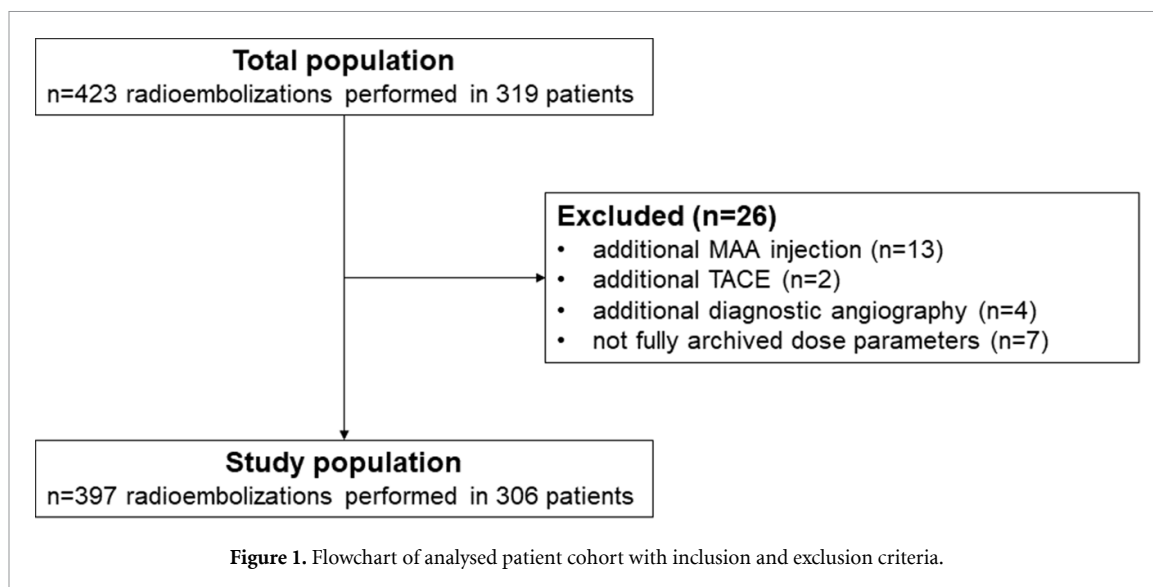 Total population
n=423 radioembolizations performed in 319 patients
Excluded (n=26)
• additional MAA injection (n=13)
• additional TACE (n=2)
• additional diagnostic angiography (n=4)
• not fully archived dose parameters (n=7)
Study population
n=397 radioembolizations performed in 306 patients
Figure 1. Flowchart of analysed patient cohort with inclusion and exclusion criteria.